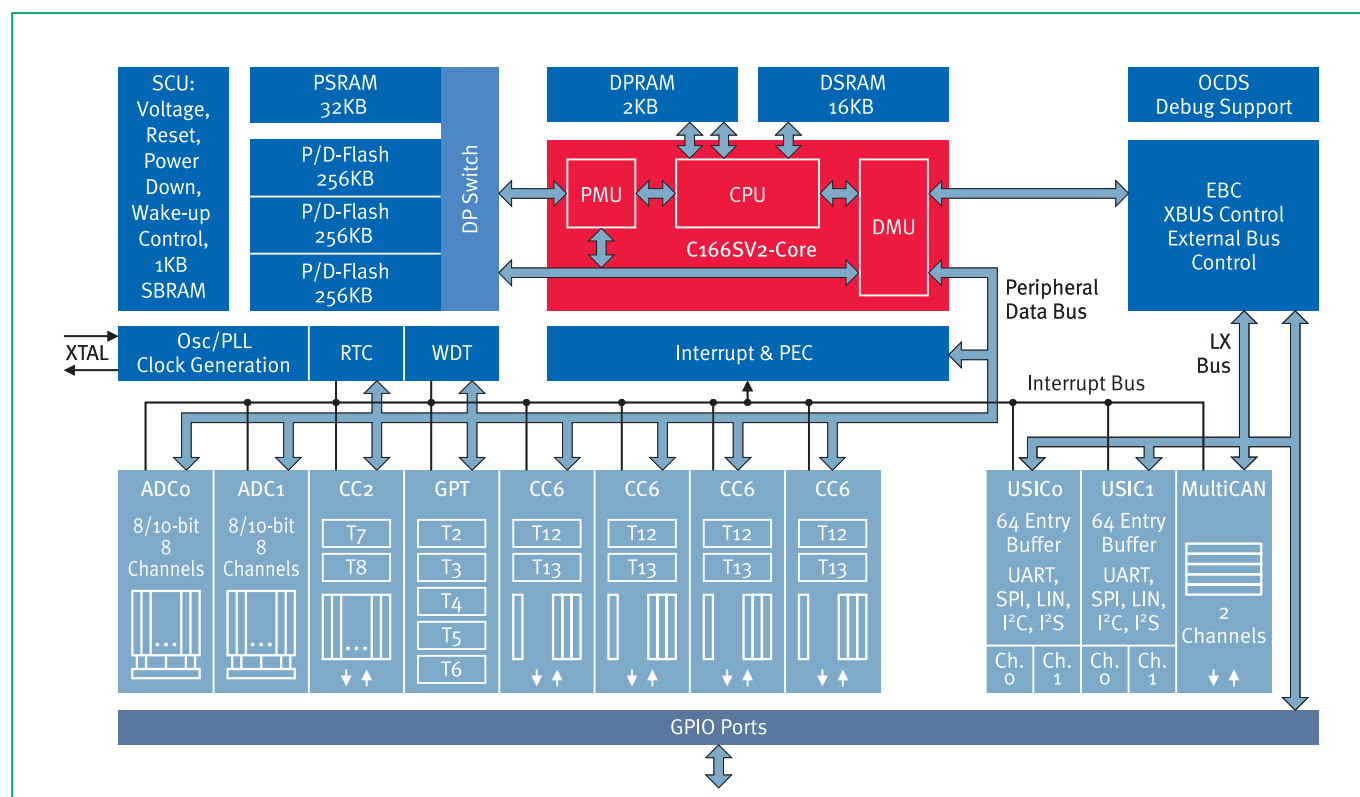 SCU:
Voltage,
Reset,
Power
Down,
Wake-up
Control,
1KB
SBRAM
PSRAM
32KB
P/D-Flash
256KB
P/D-Flash
256KB
P/D-Flash
256KB
DP Switch
DPRAM
2KB
DSRAM
16KB
OCDS
Debug Support
PMU
CPU
DMU
C166SV2-Core
EBC
XBUS Control
External Bus
Control
Peripheral
Data Bus
XTAL
Osc/PLL
Clock Generation
RTC
WDT
Interrupt & PEC
LX
Bus
Interrupt Bus
ADC0
8/10-bit
8
Channels
ADC1
8/10-bit
8
Channels
CC2
T7
T8
GPT
T2
T3
T4
T5
T6
CC6
T12
T13
CC6
T12
T13
CC6
T12
T13
CC6
T12
T13
USIC0
64 Entry
Buffer
UART,
SPI, LIN,
I²C, I²S
Ch.
0
Ch.
1
USIC1
64 Entry
Buffer
UART,
SPI, LIN,
I²C, I²S
Ch.
0
Ch.
1
MultiCAN
2
Channels
GPIO Ports